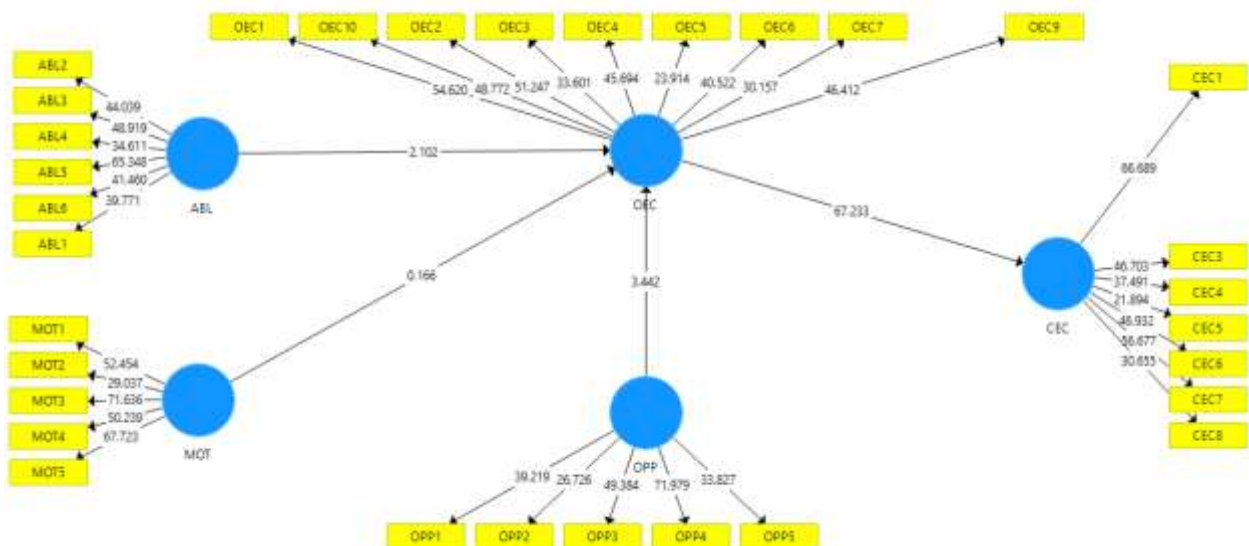 OEC1 OEC10 OEC2 OEC3 OEC4 OEC5 OEC6 OEC7 OEC9
54.620 48.772 51.247 33.601 45.694 23.914 40.522 30.157 46.412
ABL2
ABL3
ABL4
ABL5
ABL6
ABL1
44.039
48.919
34.611
65.348
41.460
39.771
ABL
2.102
OEC
67.233
CEC1
66.689
CEC3
CEC4
CEC5
CEC6
CEC7
CEC8
46.703
37.491
21.894
46.932
56.677
30.655
CEC
0.166
3.442
MOT1
MOT2
MOT3
MOT4
MOT5
52.454
29.037
71.636
50.239
67.723
MOT
OPP
39.219 26.726 49.384 71.979 33.827
OPP1 OPP2 OPP3 OPP4 OPP5